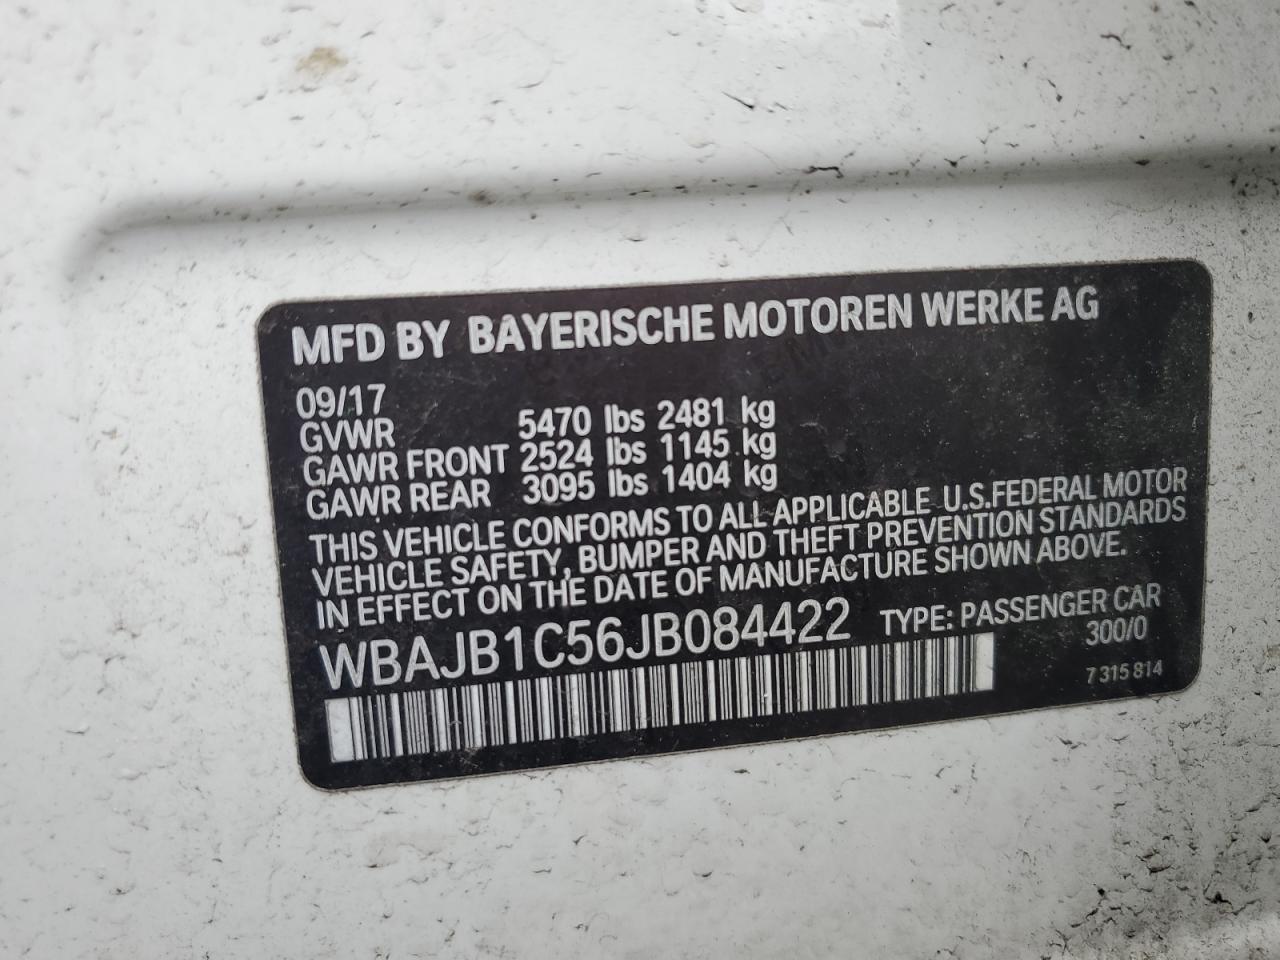 MFD BY BAYERISCHE MOTOREN WERKE AG
09/17
GVWR 5470 lbs 2481 kg
GAWR FRONT 2524 lbs 1145 kg
GAWR REAR 3095 lbs 1404 kg
THIS VEHICLE CONFORMS TO ALL APPLICABLE U.S.FEDERAL MOTOR
VEHICLE SAFETY, BUMPER AND THEFT PREVENTION STANDARDS
IN EFFECT ON THE DATE OF MANUFACTURE SHOWN ABOVE.
WBAJB1C56JB084422 TYPE: PASSENGER CAR
300/0
7 315 814